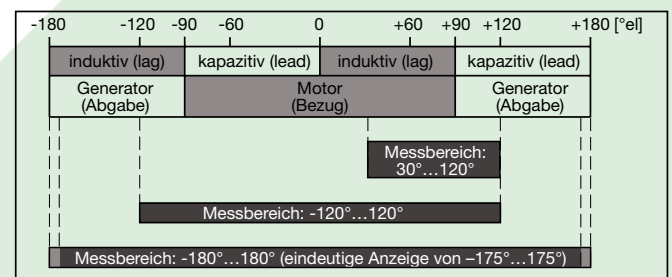 -180 -120 -90 -60 0 +60 +90 +120 +180 [°el]
induktiv (lag) kapazitiv (lead) induktiv (lag) kapazitiv (lead)
Generator Motor Generator
(Abgabe) (Bezug) (Abgabe)
Messbereich:
30°...120°
Messbereich: -120°...120°
Messbereich: -180°...180° (eindeutige Anzeige von –175°...175°)